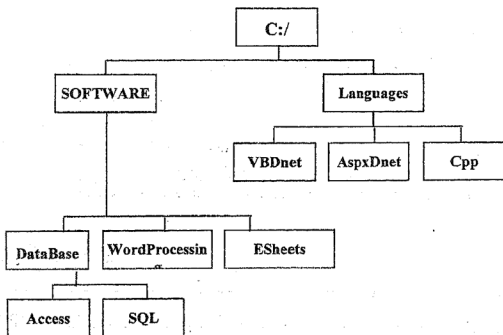 C:/
SOFTWARE
Languages
VBDnet
AspxDnet
Cpp
DataBase
WordProcessin
g
ESheets
Access
SQL